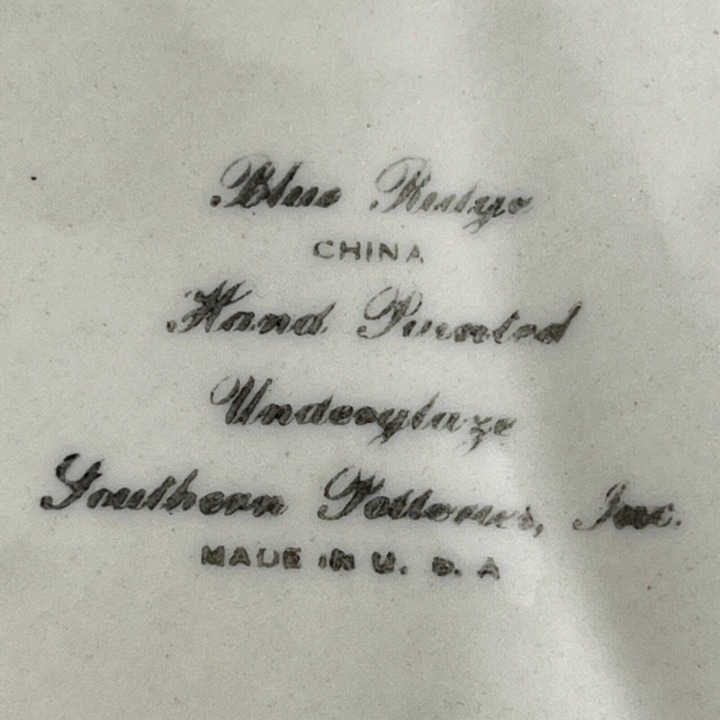 Blue Ridge
CHINA
Hand Painted
Underglaze
Southern Potteries, Inc.
MADE IN U. S. A